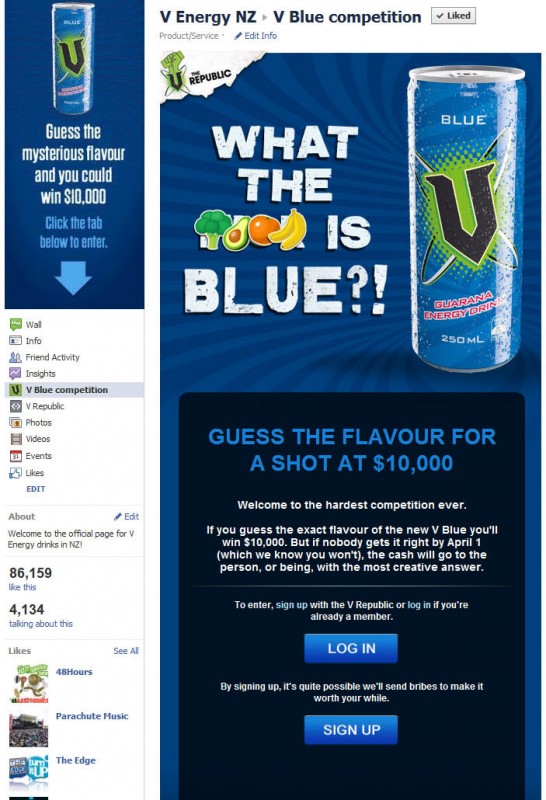 V Energy NZ ▸ V Blue competition
Liked
Product/Service · Edit Info
BLUE
V
Guess the
mysterious flavour
and you could
win $10,000
Click the tab
below to enter.
Wall
Info
Friend Activity
Insights
V Blue competition
V Republic
Photos
Videos
Events
Likes
EDIT
About
Edit
Welcome to the official page for V
Energy drinks in NZ!
86,159
like this
4,134
talking about this
Likes
See All
48Hours
Parachute Music
The Edge
V THE
REPUBLIC
WHAT
THE
IS
BLUE?!
BLUE
V
GUARANA
ENERGY DRINK
250 ML
GUESS THE FLAVOUR FOR
A SHOT AT $10,000
Welcome to the hardest competition ever.
If you guess the exact flavour of the new V Blue you'll
win $10,000. But if nobody gets it right by April 1
(which we know you won't), the cash will go to the
person, or being, with the most creative answer.
To enter, sign up with the V Republic or log in if you're
already a member.
LOG IN
By signing up, it's quite possible we'll send bribes to make it
worth your while.
SIGN UP